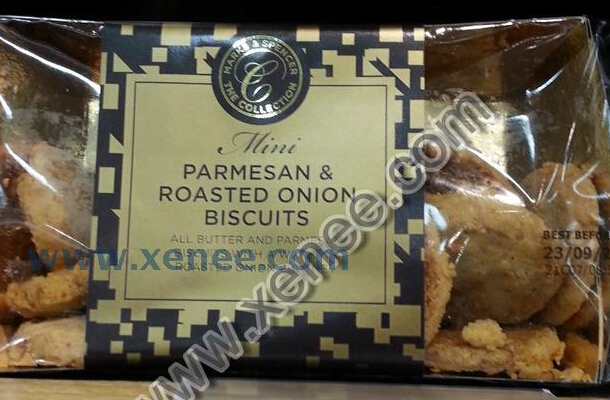 MARKS & SPENCER
THE COLLECTION
Mini
PARMESAN &
ROASTED ONION
BISCUITS
ALL BUTTER AND
ROASTED
BEST BEFOR
23/09/
www.xenee.com
www.xenee.com